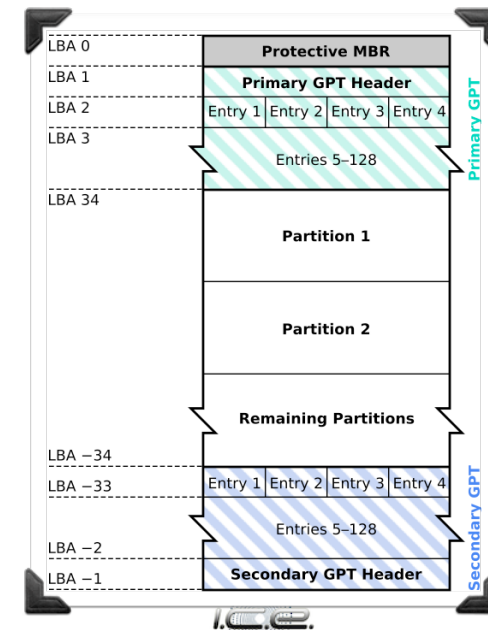 LBA 0
Protective MBR
LBA 1
Primary GPT Header
LBA 2
Entry 1 Entry 2 Entry 3 Entry 4
LBA 3
Entries 5–128
Primary GPT
LBA 34
Partition 1
Partition 2
Remaining Partitions
LBA −34
LBA −33
Entry 1 Entry 2 Entry 3 Entry 4
Entries 5–128
LBA −2
LBA −1
Secondary GPT Header
Secondary GPT
I.C.E.